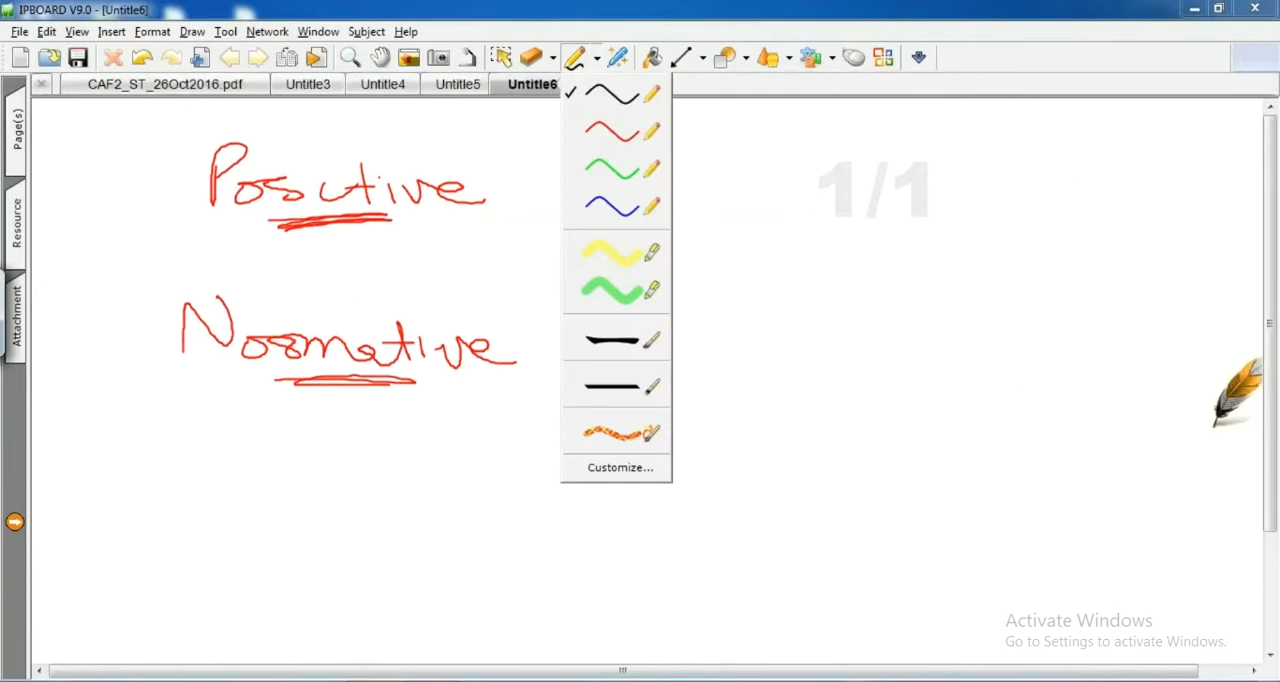 IPBOARD V9.0 - [Untitle6]
File Edit View Insert Format Draw Tool Network Window Subject Help
CAF2_ST_26Oct2016.pdf Untitle3 Untitle4 Untitle5 Untitle6
Page(s)
Resource
Attachment
1/1
Positive
Normative
Customize...
Activate Windows
Go to Settings to activate Windows.